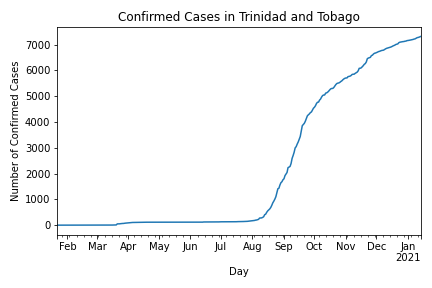 Confirmed Cases in Trinidad and Tobago
Number of Confirmed Cases
7000
6000
5000
4000
3000
2000
1000
0
Feb Mar Apr May Jun Jul Aug Sep Oct Nov Dec Jan
2021
Day